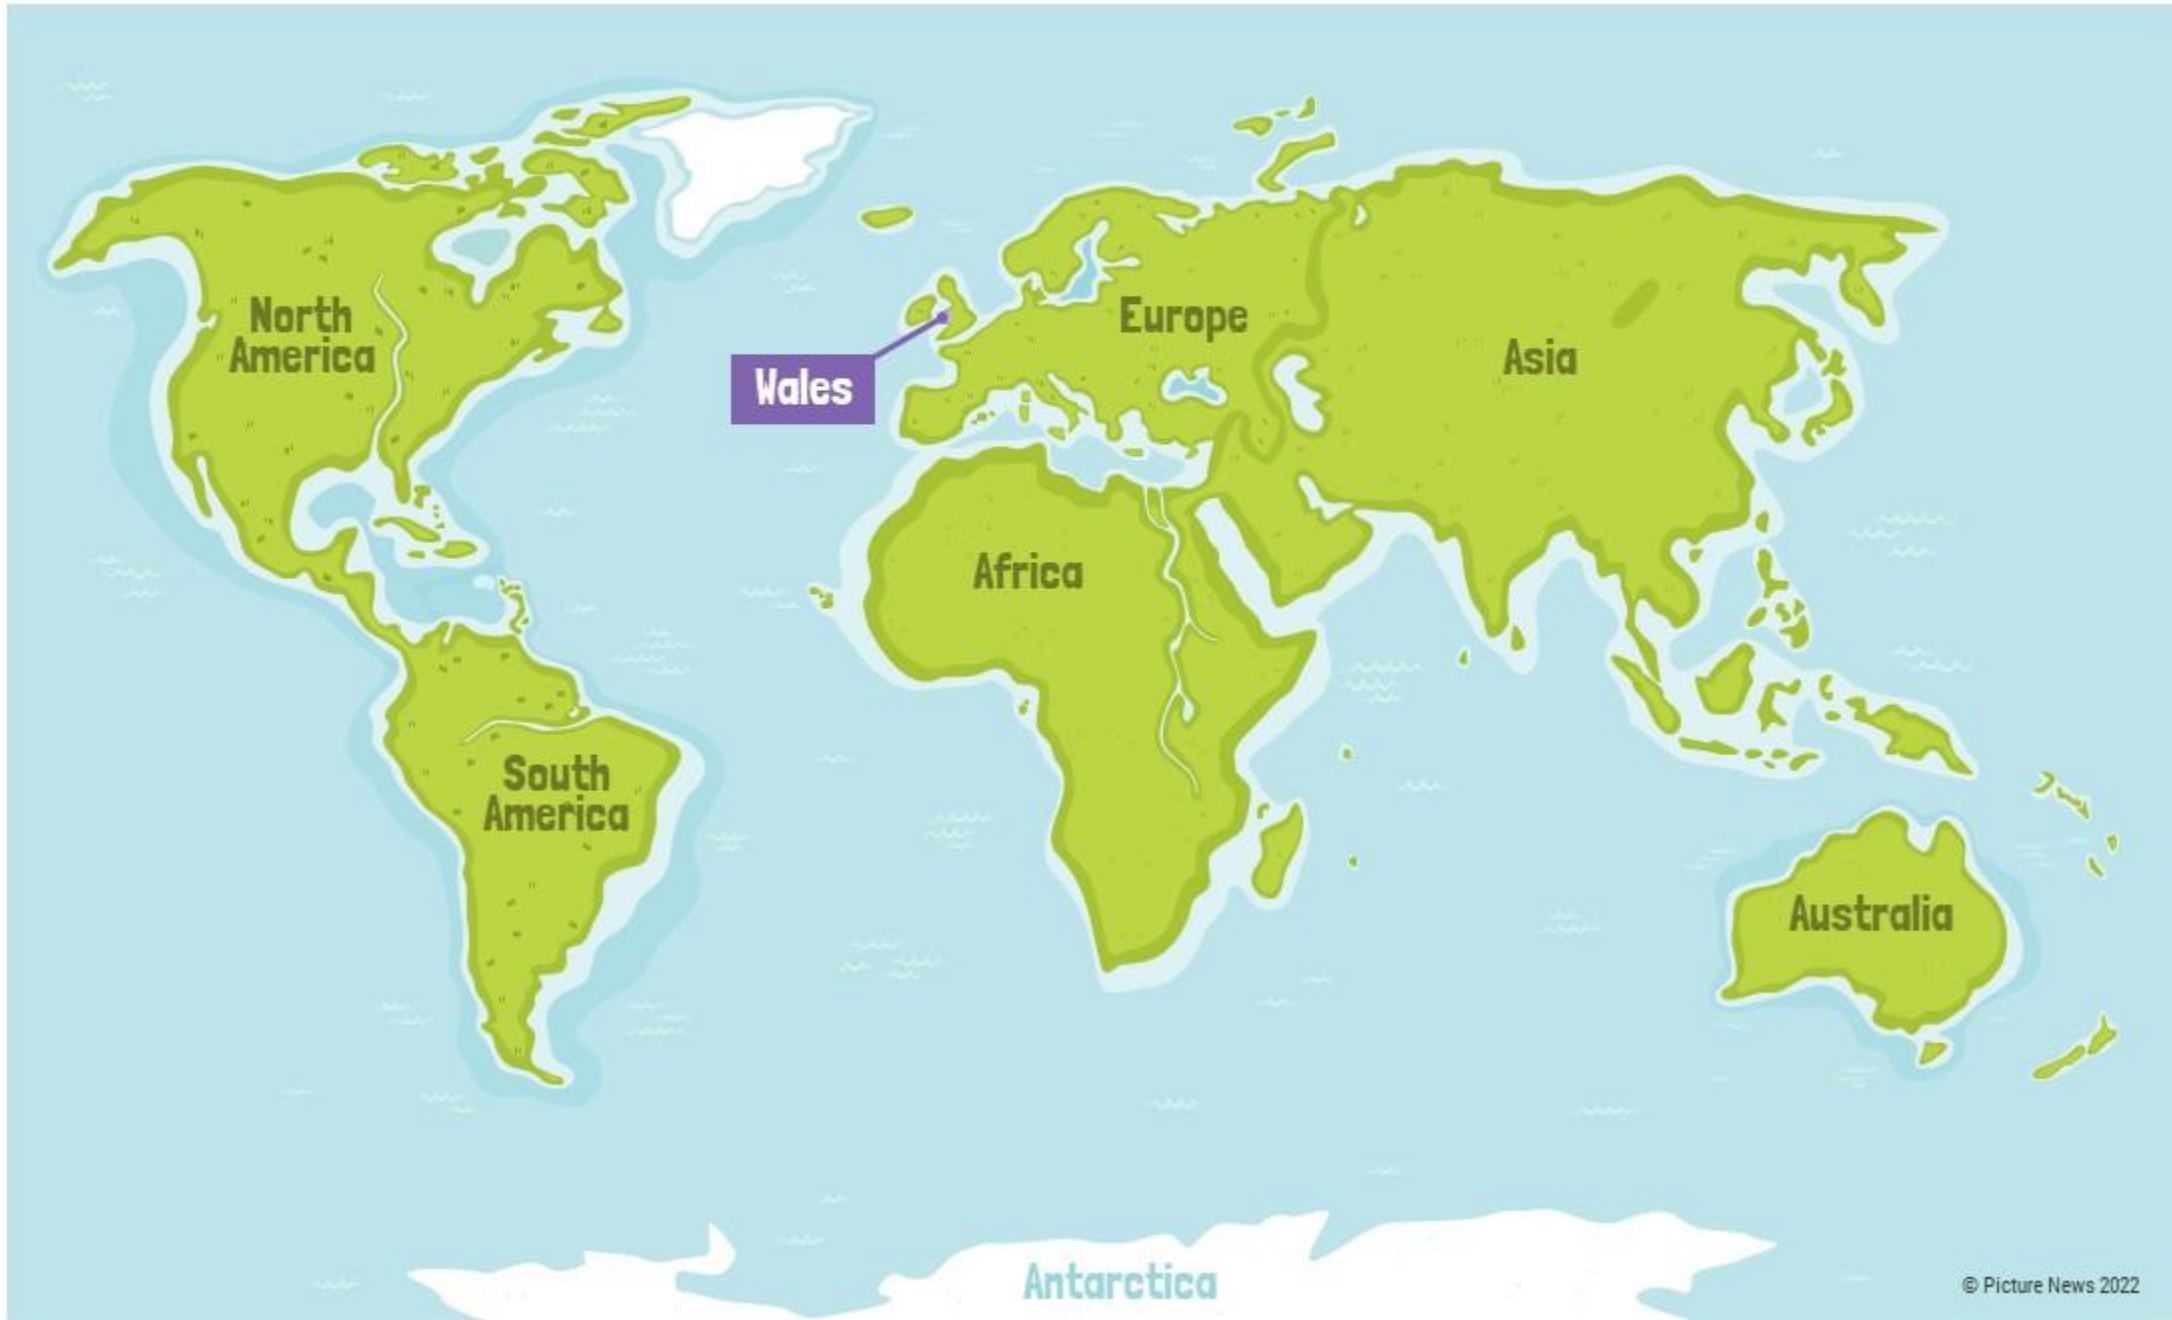 North
America
Europe
Asia
Wales
Africa
South
America
Australia
Antarctica
© Picture News 2022